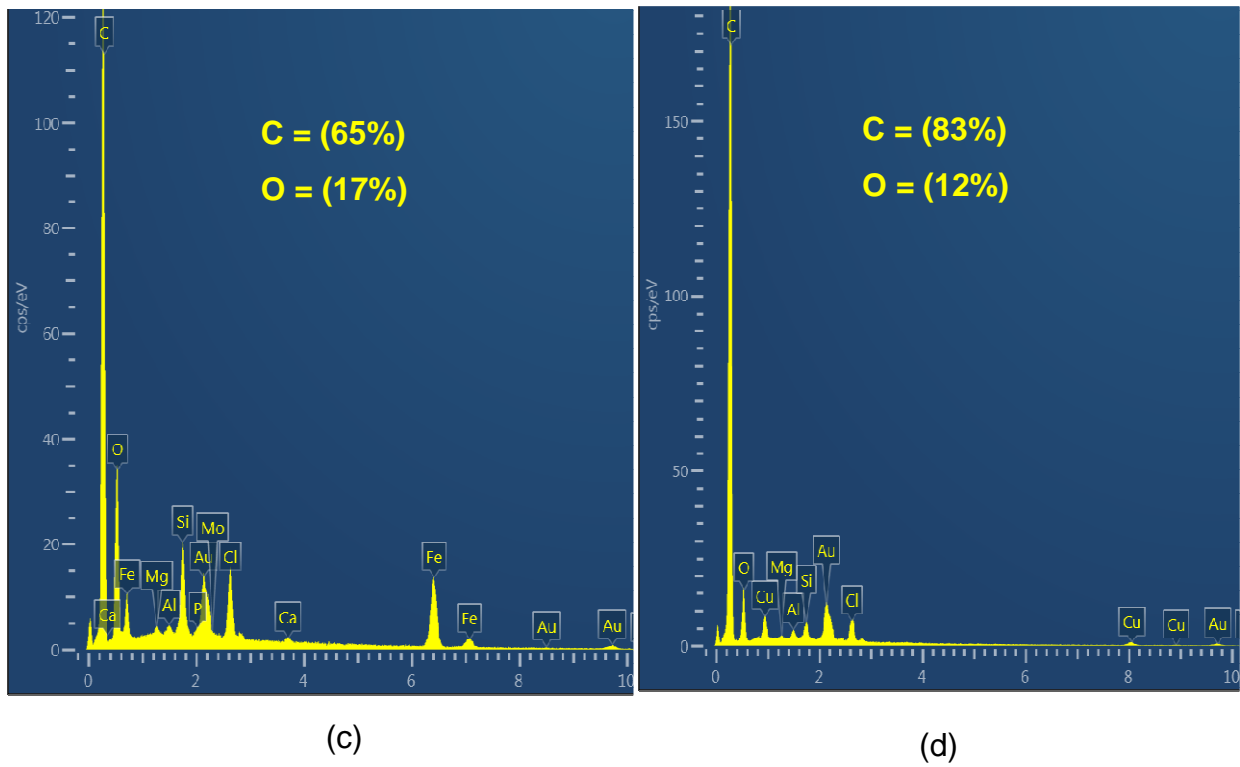 120
100
80
60
40
20
0
cps/eV
C
C = (65%)
O = (17%)
O
Si
Mo
Fe
Mg
Au
Cl
Fe
Ca
Al
P
Ca
Fe
Au
Au
0 2 4 6 8 10
(c)
150
100
50
0
cps/eV
C
C = (83%)
O = (12%)
Au
O
Mg
Si
Cu
Al
Cl
Cu
Cu
Au
0 2 4 6 8 10
(d)